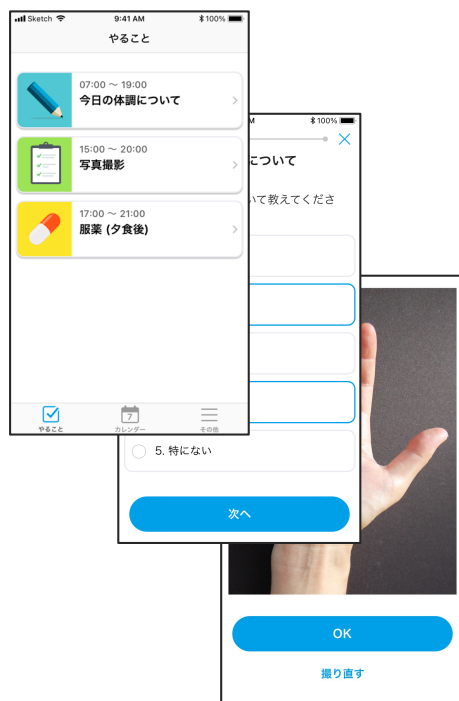 Sketch 9:41 AM 100%
やること
07:00 ~ 19:00
今日の体調について
15:00 ~ 20:00
写真撮影
17:00 ~ 21:00
服薬 (夕食後)
やること 7 カレンダー その他
M 100%
について
いて教えてくださ
5. 特にない
次へ
OK
撮り直す